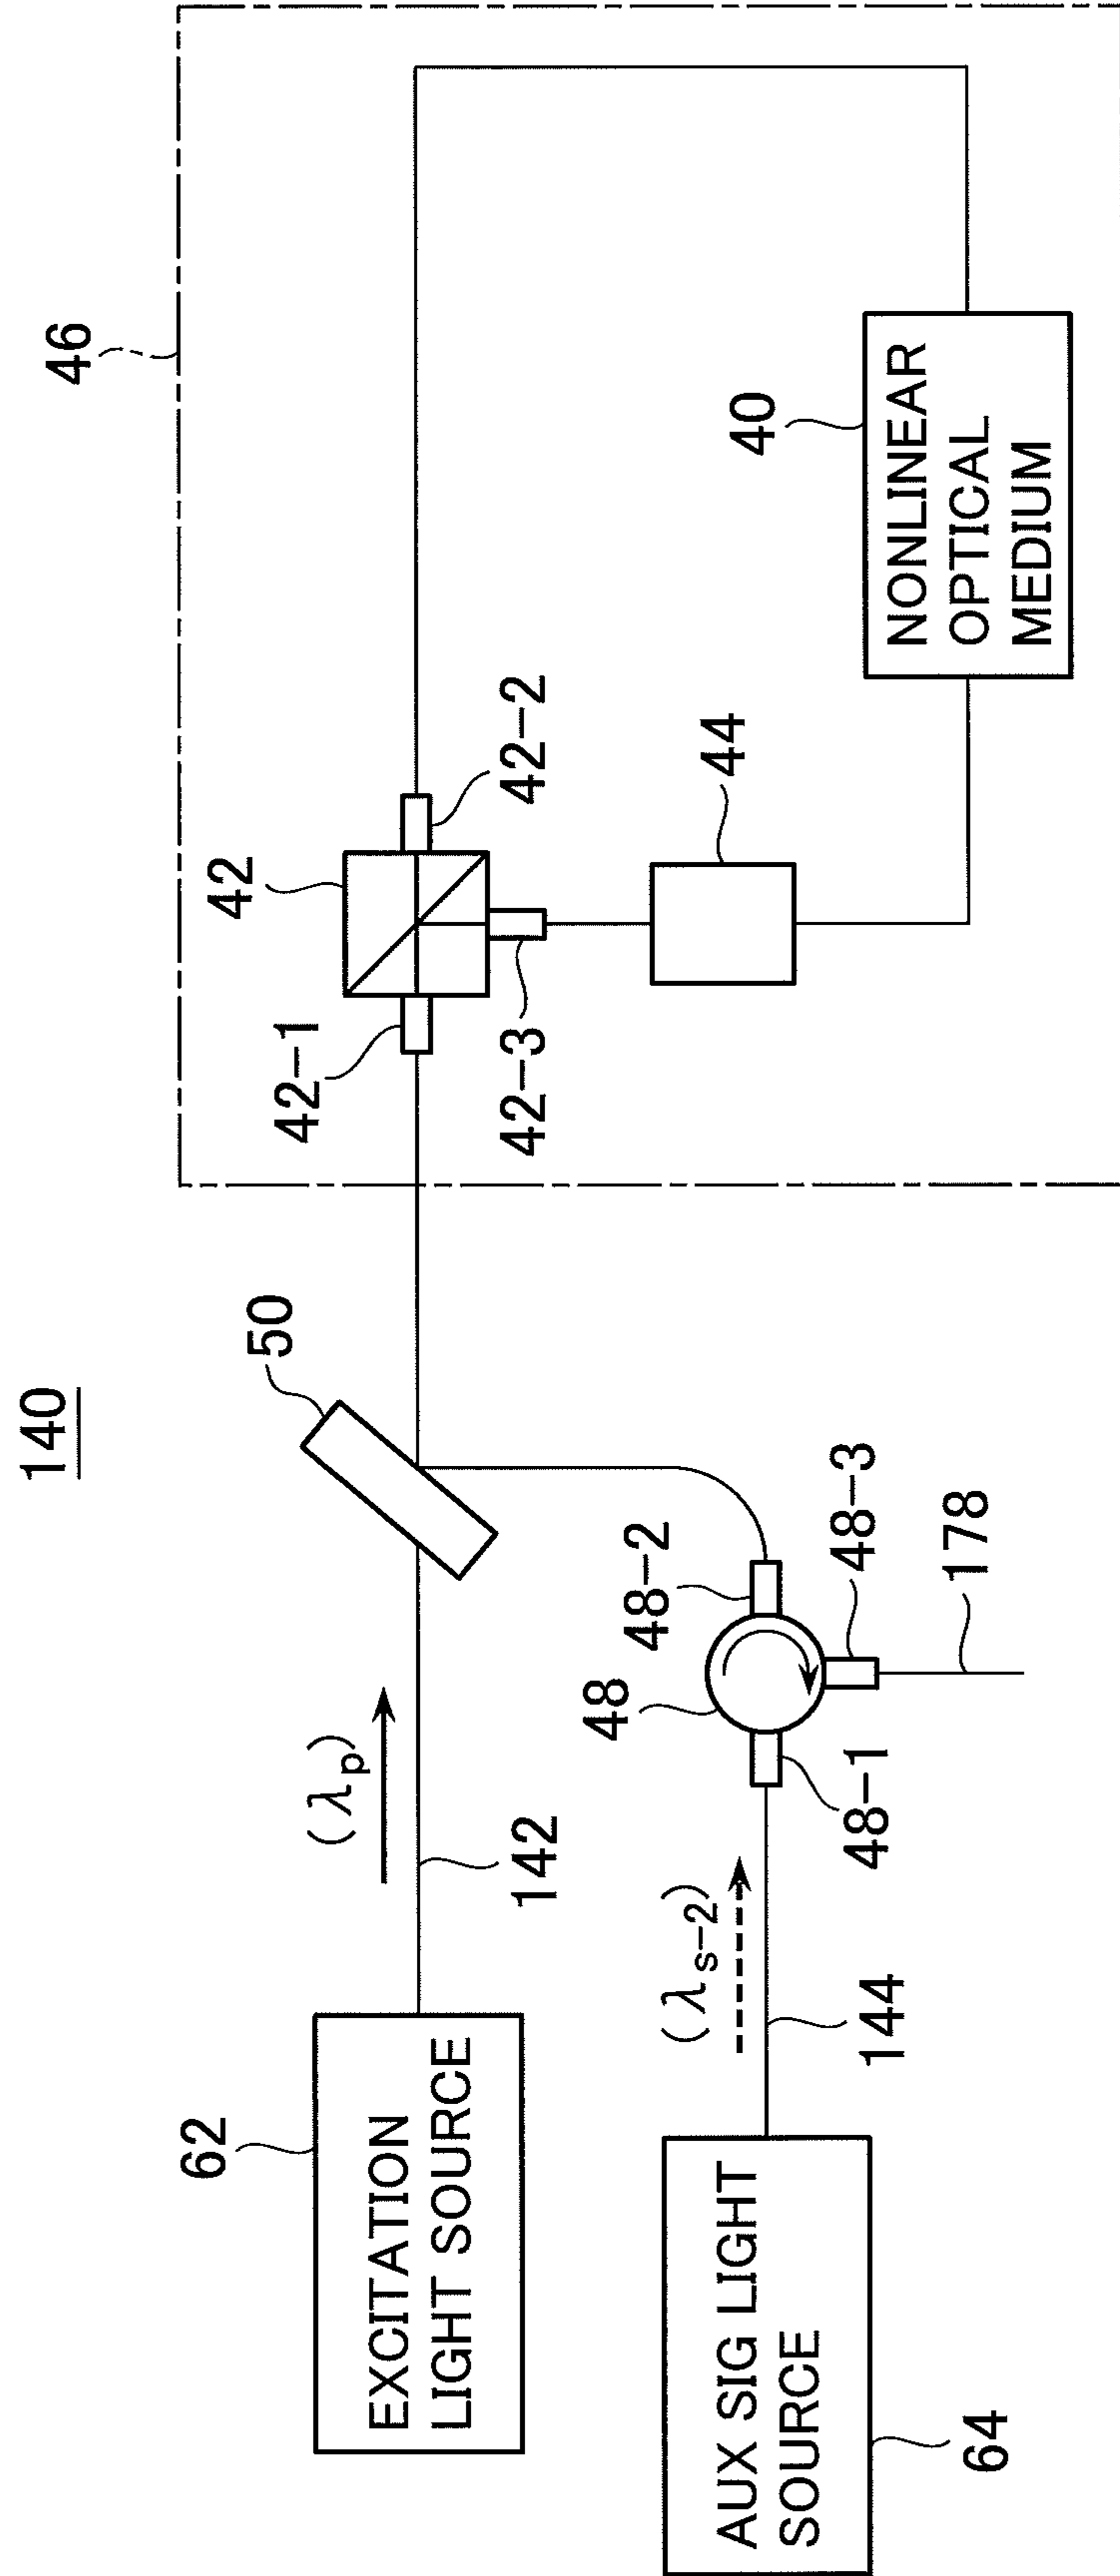 140
46
50
42
42-1
42-2
42-3
44
40
NONLINEAR
OPTICAL
MEDIUM
62
EXCITATION
LIGHT SOURCE
(λp)
142
48
48-1
48-2
48-3
178
(λs-2)
144
AUX SIG LIGHT
SOURCE
64